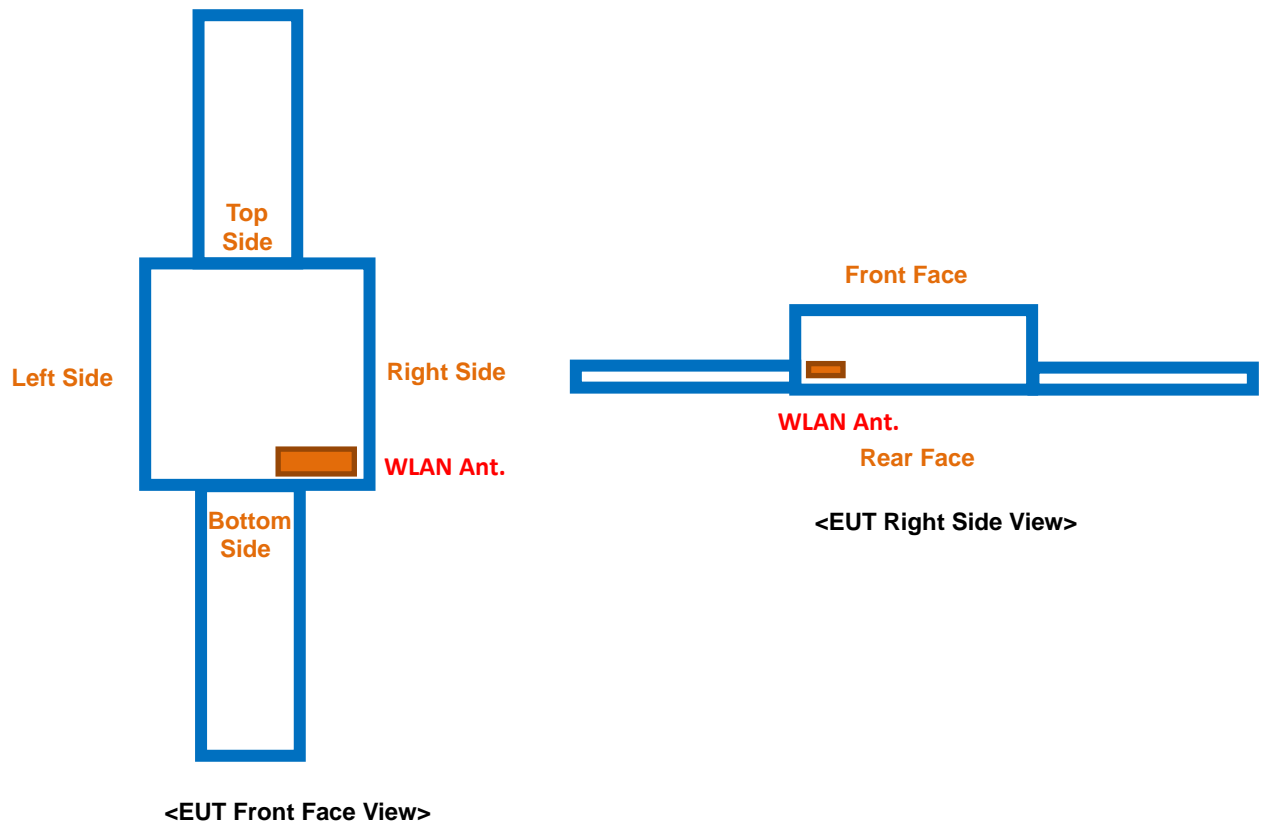 Top
Side
Left Side
Right Side
WLAN Ant.
Bottom
Side
<EUT Front Face View>
Front Face
WLAN Ant.
Rear Face
<EUT Right Side View>